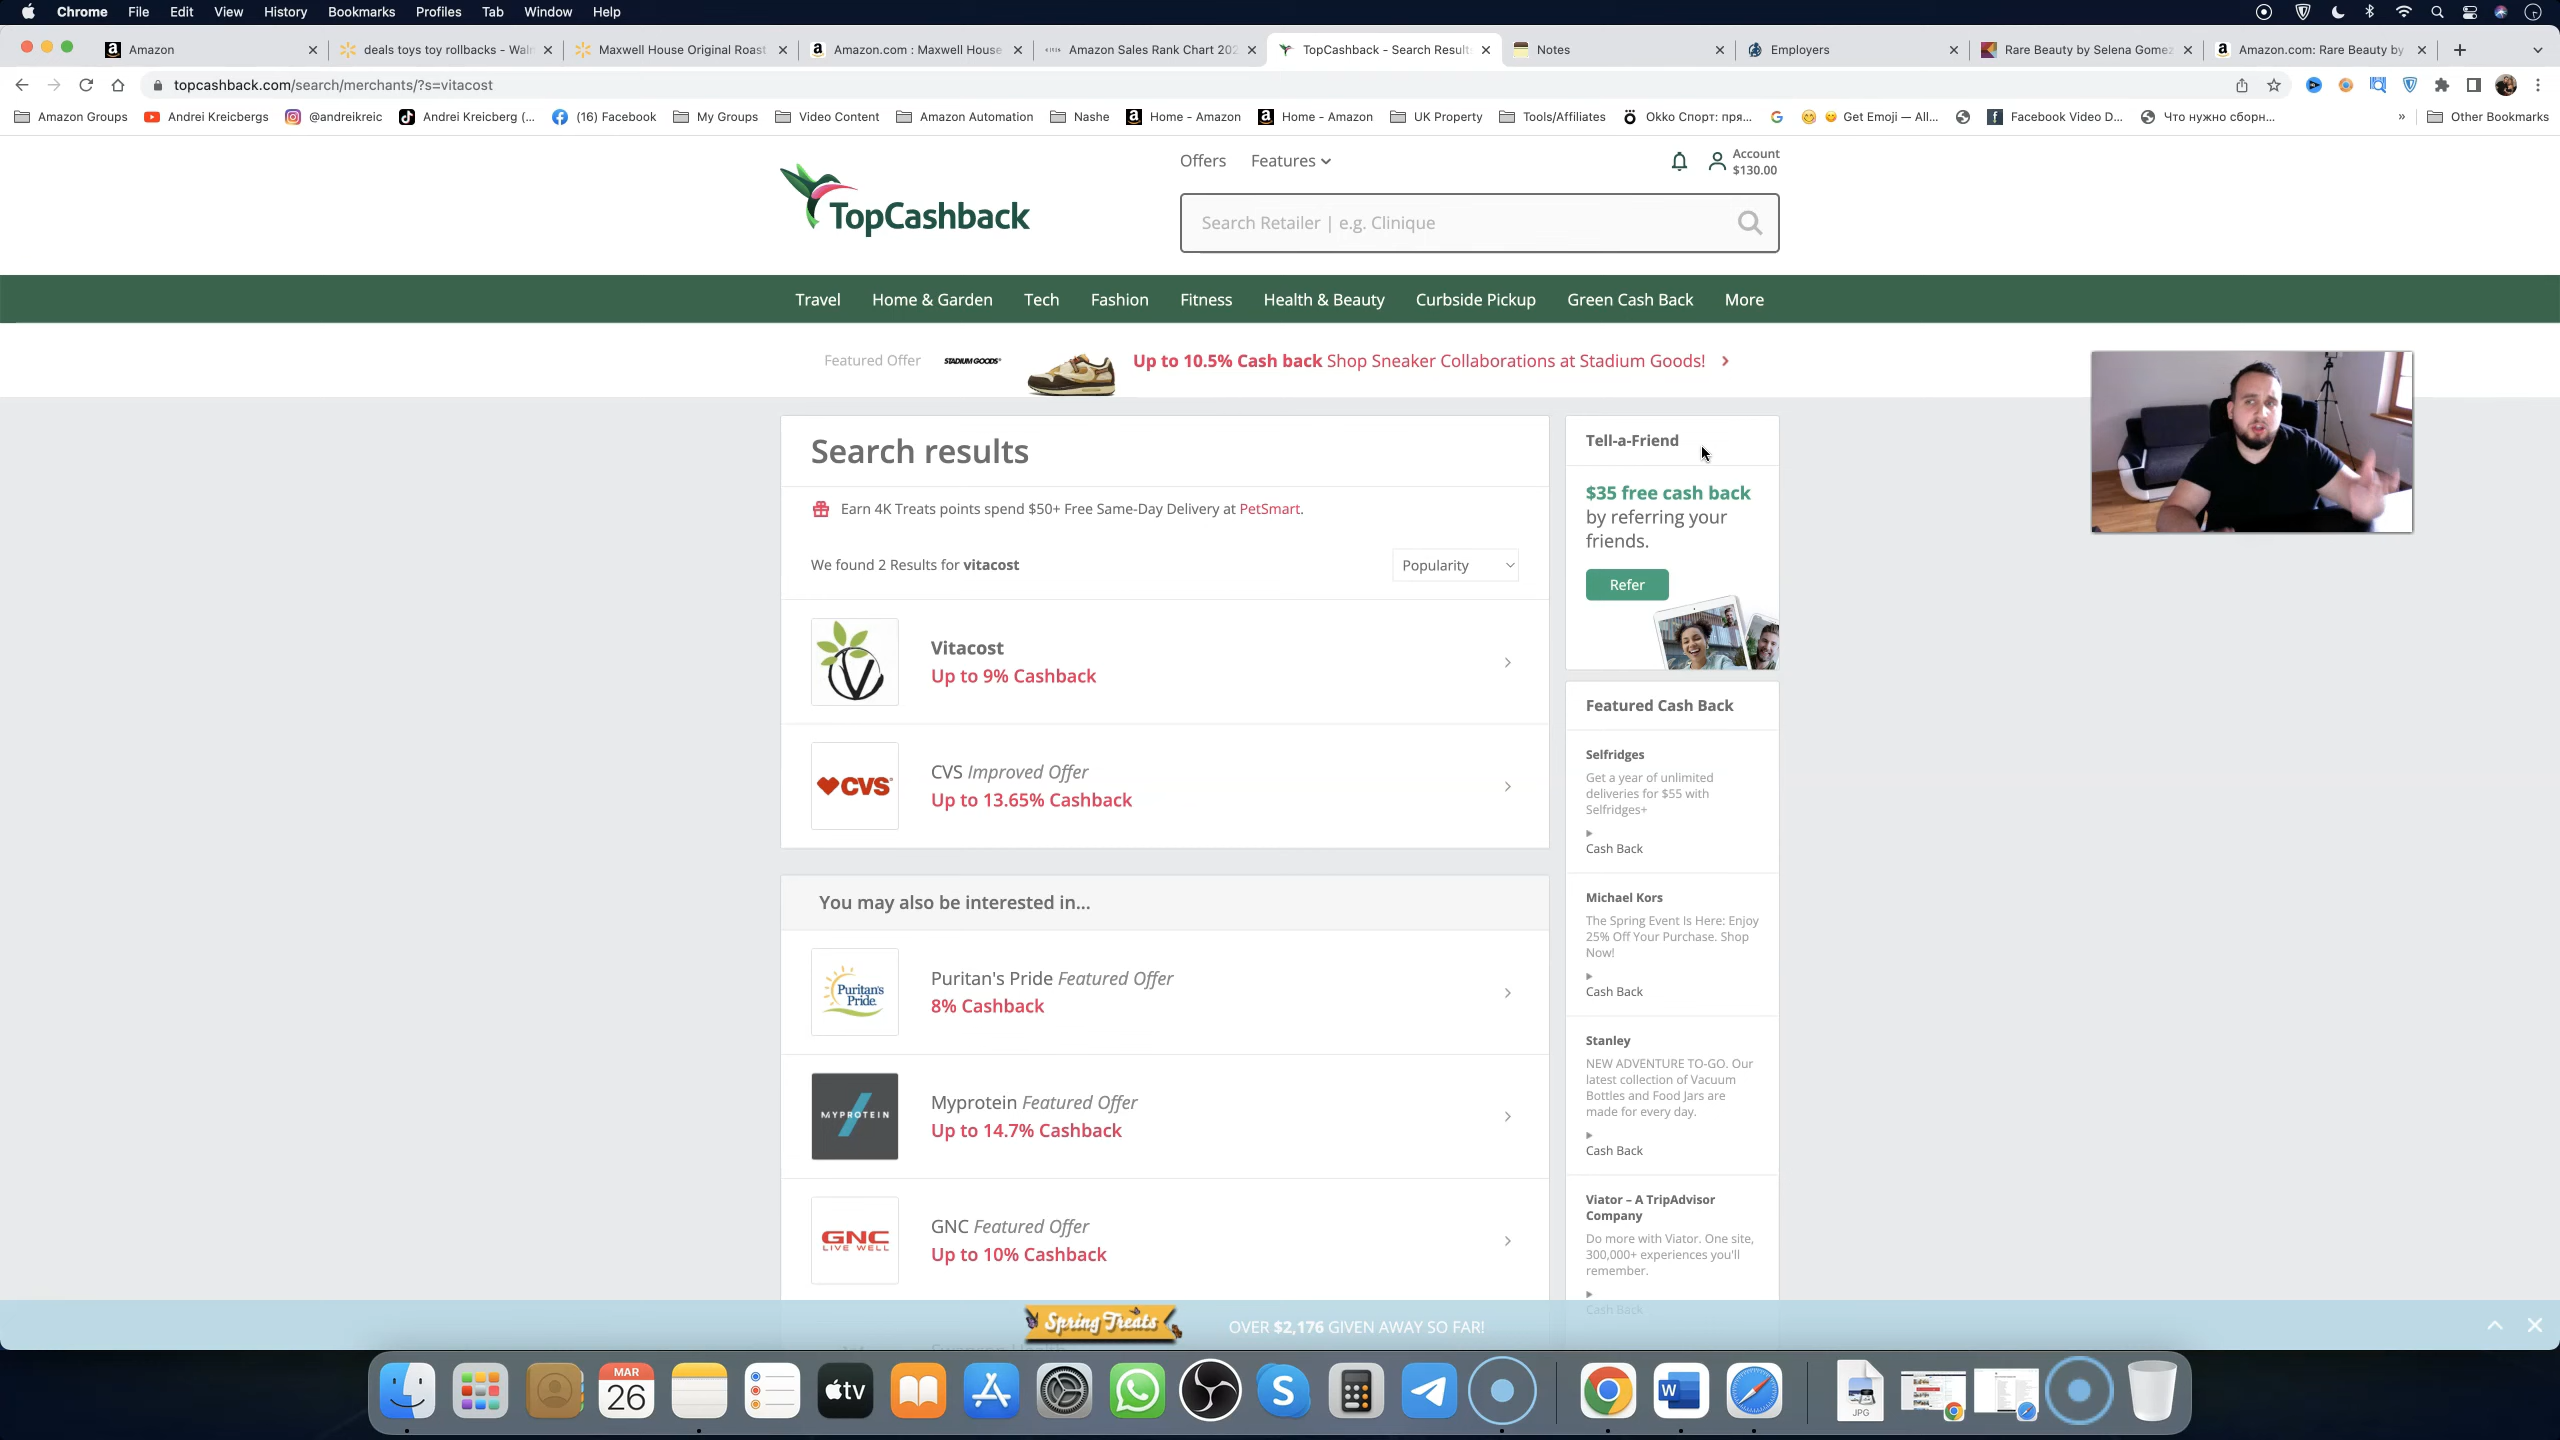 Chrome File Edit View History Bookmarks Profiles Tab Window Help
Amazon
deals toys toy rollbacks - Wal
Maxwell House Original Roast
Amazon.com : Maxwell House
Amazon Sales Rank Chart 202
TopCashback - Search Result
Notes
Employers
Rare Beauty by Selena Gomez
Amazon.com: Rare Beauty by
topcashback.com/search/merchants/?s=vitacost
Amazon Groups
Andrei Kreicbergs
@andreikreic
Andrei Kreicberg (...
(16) Facebook
My Groups
Video Content
Amazon Automation
Nashe
Home - Amazon
Home - Amazon
UK Property
Tools/Affiliates
Okko Спорт: пря...
Get Emoji — All...
Facebook Video D...
Что нужно сборн...
»
Other Bookmarks
TopCashback
Offers Features
Account
$130.00
Search Retailer | e.g. Clinique
Travel Home & Garden Tech Fashion Fitness Health & Beauty Curbside Pickup Green Cash Back More
Featured Offer STADIUM GOODS Up to 10.5% Cash back Shop Sneaker Collaborations at Stadium Goods!
Search results
Earn 4K Treats points spend $50+ Free Same-Day Delivery at PetSmart.
We found 2 Results for vitacost
Popularity
Vitacost
Up to 9% Cashback
CVS
CVS Improved Offer
Up to 13.65% Cashback
You may also be interested in...
Puritan's
Pride
Puritan's Pride Featured Offer
8% Cashback
MYPROTEIN
Myprotein Featured Offer
Up to 14.7% Cashback
GNC
LIVE WELL
GNC Featured Offer
Up to 10% Cashback
Tell-a-Friend
$35 free cash back
by referring your
friends.
Refer
Featured Cash Back
Selfridges
Get a year of unlimited
deliveries for $55 with
Selfridges+
Cash Back
Michael Kors
The Spring Event Is Here: Enjoy
25% Off Your Purchase. Shop
Now!
Cash Back
Stanley
NEW ADVENTURE TO-GO. Our
latest collection of Vacuum
Bottles and Food Jars are
made for every day.
Cash Back
Viator – A TripAdvisor
Company
Do more with Viator. One site,
300,000+ experiences you'll
remember.
Cash Back
Spring Treats
OVER $2,176 GIVEN AWAY SO FAR!
MAR
26
tv
S
W
JPG